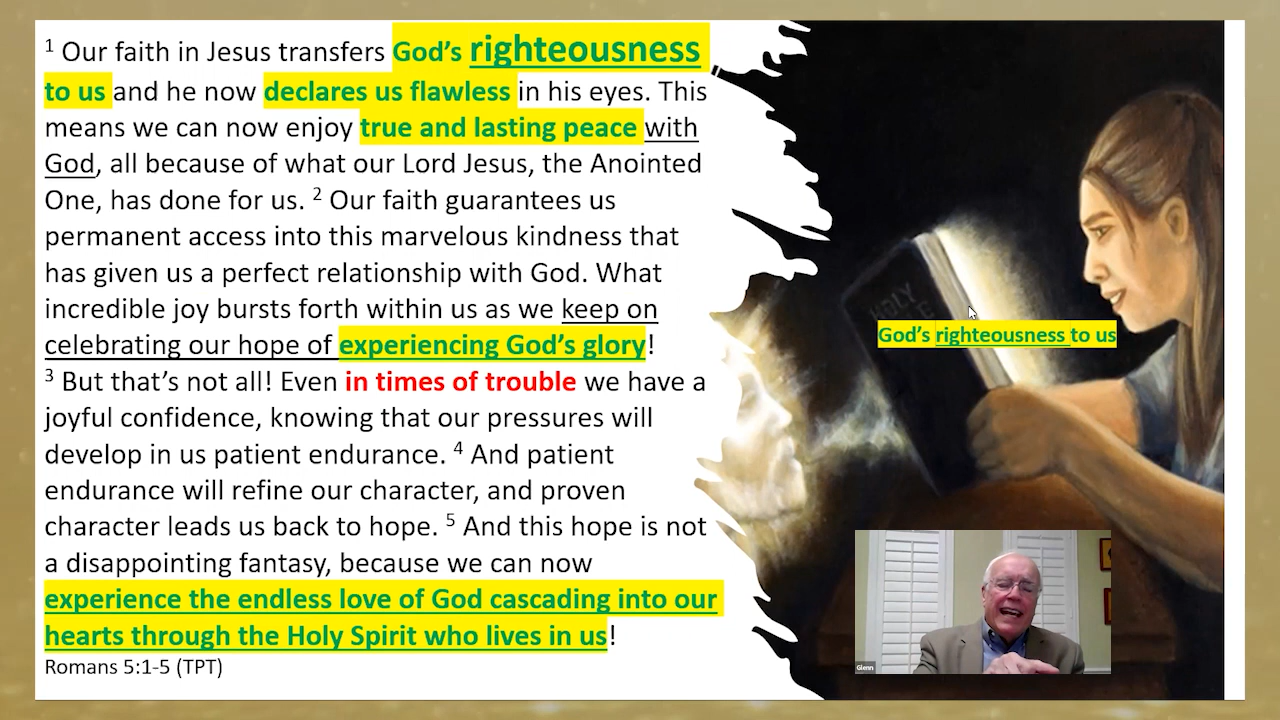 1 Our faith in Jesus transfers God’s righteousness
to us and he now declares us flawless in his eyes. This
means we can now enjoy true and lasting peace with
God, all because of what our Lord Jesus, the Anointed
One, has done for us. 2 Our faith guarantees us
permanent access into this marvelous kindness that
has given us a perfect relationship with God. What
incredible joy bursts forth within us as we keep on
celebrating our hope of experiencing God’s glory!
3 But that’s not all! Even in times of trouble we have a
joyful confidence, knowing that our pressures will
develop in us patient endurance. 4 And patient
endurance will refine our character, and proven
character leads us back to hope. 5 And this hope is not
a disappointing fantasy, because we can now
experience the endless love of God cascading into our
hearts through the Holy Spirit who lives in us!
Romans 5:1-5 (TPT)
HOLY
God’s righteousness to us
Glenn